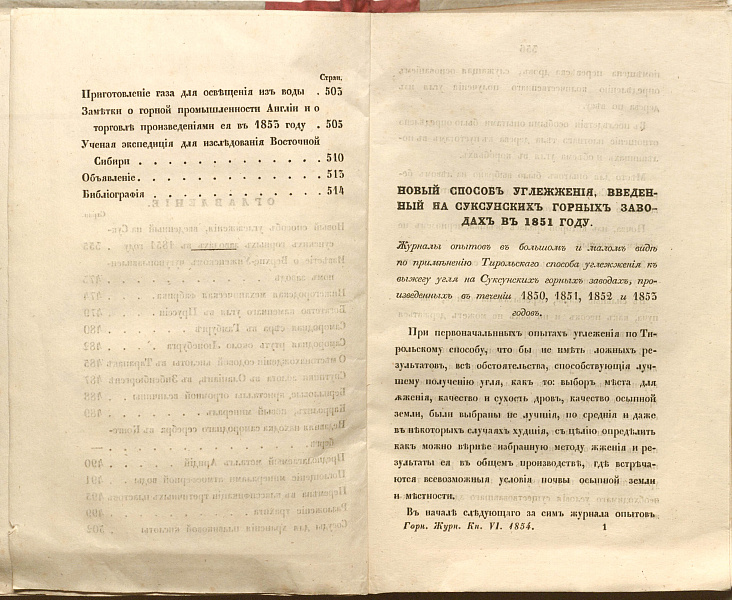 Стран.
Приготовленіе газа для освѣщенія изъ воды . 503
Замѣтки о горной промышленности Англіи и о
торговлѣ произведеніями ея въ 1853 году . 505
Ученая экспедиція для изслѣдованія Восточной
Сибири . . . . . . . . . . . . 510
Объявленіе . . . . . . . . . . . . 513
Библіографія . . . . . . . . . . . 514
НОВЫЙ СПОСОБЪ УГЛЕЖЖЕНІЯ, ВВЕДЕН-
НЫЙ НА СУКСУНСКИХЪ ГОРНЫХЪ ЗАВО-
ДАХЪ ВЪ 1851 ГОДУ.
Журналы опытовъ въ большомъ и маломъ видѣ
по примѣненію Тирольскаго способа углежженія къ
выжегу угля на Суксунскихъ горныхъ заводахъ, про-
изведенныхъ въ теченіи 1850, 1851, 1852 и 1853
годовъ.
При первоначальныхъ опытахъ углеженія по Ти-
рольскому способу, что бы не имѣть ложныхъ ре-
зультатовъ, всѣ обстоятельства, способствующія луч-
шему полученію угля, какъ то: выборъ мѣста для
жженія, качество и сухость дровъ, качество осыпной
земли, были выбраны не лучшія, по среднія и даже
въ нѣкоторыхъ случаяхъ худшія, съ цѣлію опредѣлить
какъ можно вѣрнѣе избранную методу жженія и ре-
зультаты ея въ общемъ производствѣ, гдѣ встрѣча-
ются всевозможныя условія почвы осыпной земли
и мѣстности.
Въ началѣ слѣдующаго за симъ журнала опытовъ
Горн. Журн. Кн. VI. 1854. 1